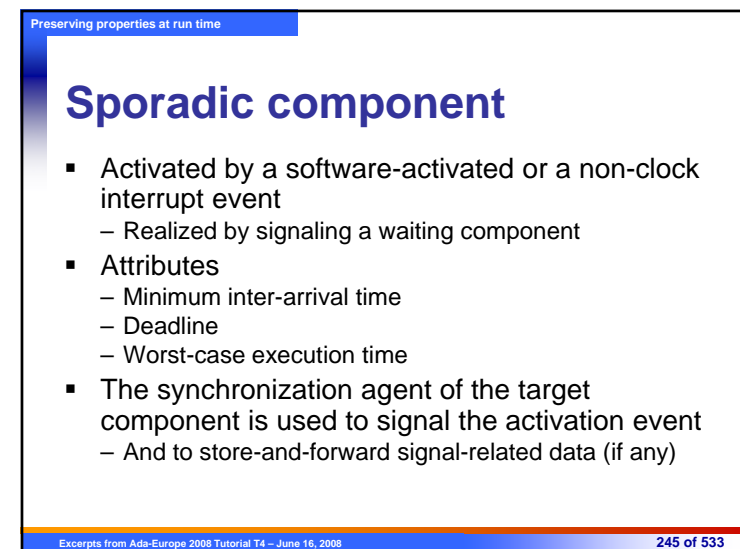 Preserving properties at run time
Sporadic component
▪ Activated by a software-activated or a non-clock
interrupt event
– Realized by signaling a waiting component
▪ Attributes
– Minimum inter-arrival time
– Deadline
– Worst-case execution time
▪ The synchronization agent of the target
component is used to signal the activation event
– And to store-and-forward signal-related data (if any)
Excerpts from Ada-Europe 2008 Tutorial T4 – June 16, 2008
245 of 533